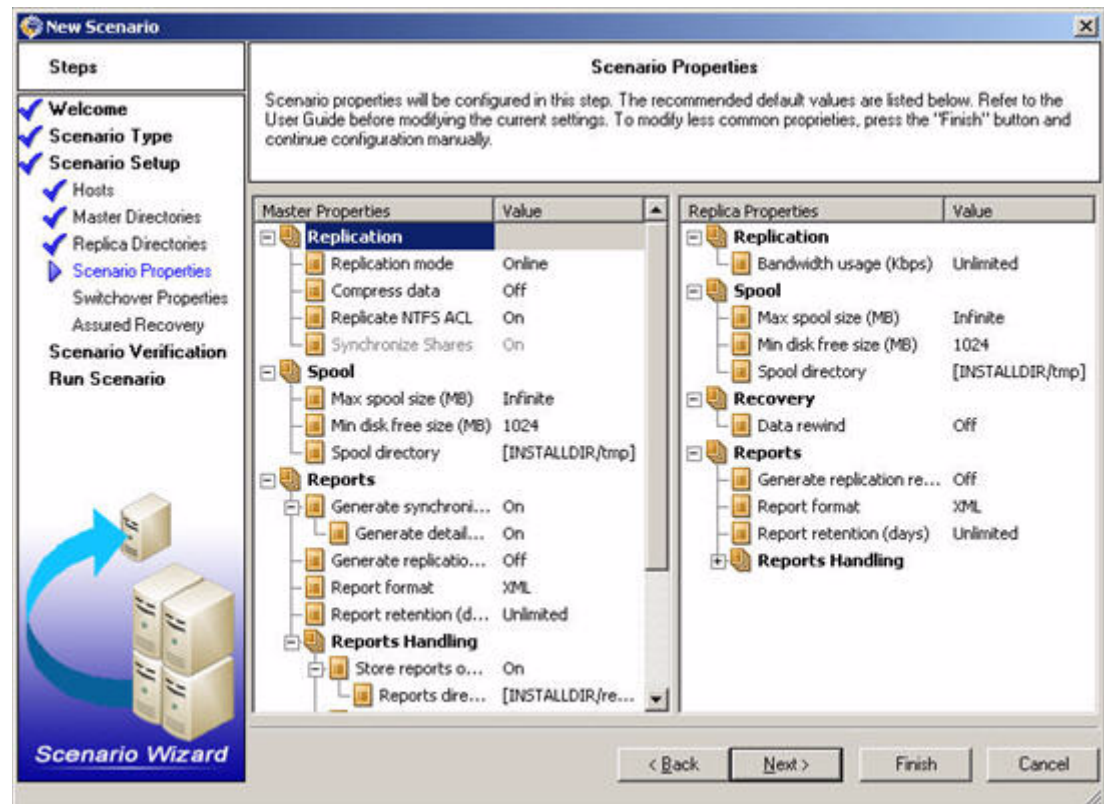 New Scenario
Steps
Welcome
Scenario Type
Scenario Setup
Hosts
Master Directories
Replica Directories
Scenario Properties
Switchover Properties
Assured Recovery
Scenario Verification
Run Scenario
Scenario Wizard
Scenario Properties
Scenario properties will be configured in this step. The recommended default values are listed below. Refer to the
User Guide before modifying the current settings. To modify less common proprieties, press the "Finish" button and
continue configuration manually.
Master Properties Value
Replication
Replication mode Online
Compress data Off
Replicate NTFS ACL On
Synchronize Shares On
Spool
Max spool size (MB) Infinite
Min disk free size (MB) 1024
Spool directory [INSTALLDIR/tmp]
Reports
Generate synchroni... On
Generate detail... On
Generate replicatio... Off
Report format XML
Report retention (d... Unlimited
Reports Handling
Store reports o... On
Reports dire... [INSTALLDIR/re...
Replica Properties Value
Replication
Bandwidth usage (Kbps) Unlimited
Spool
Max spool size (MB) Infinite
Min disk free size (MB) 1024
Spool directory [INSTALLDIR/tmp]
Recovery
Data rewind Off
Reports
Generate replication re... Off
Report format XML
Report retention (days) Unlimited
Reports Handling
< Back Next > Finish Cancel